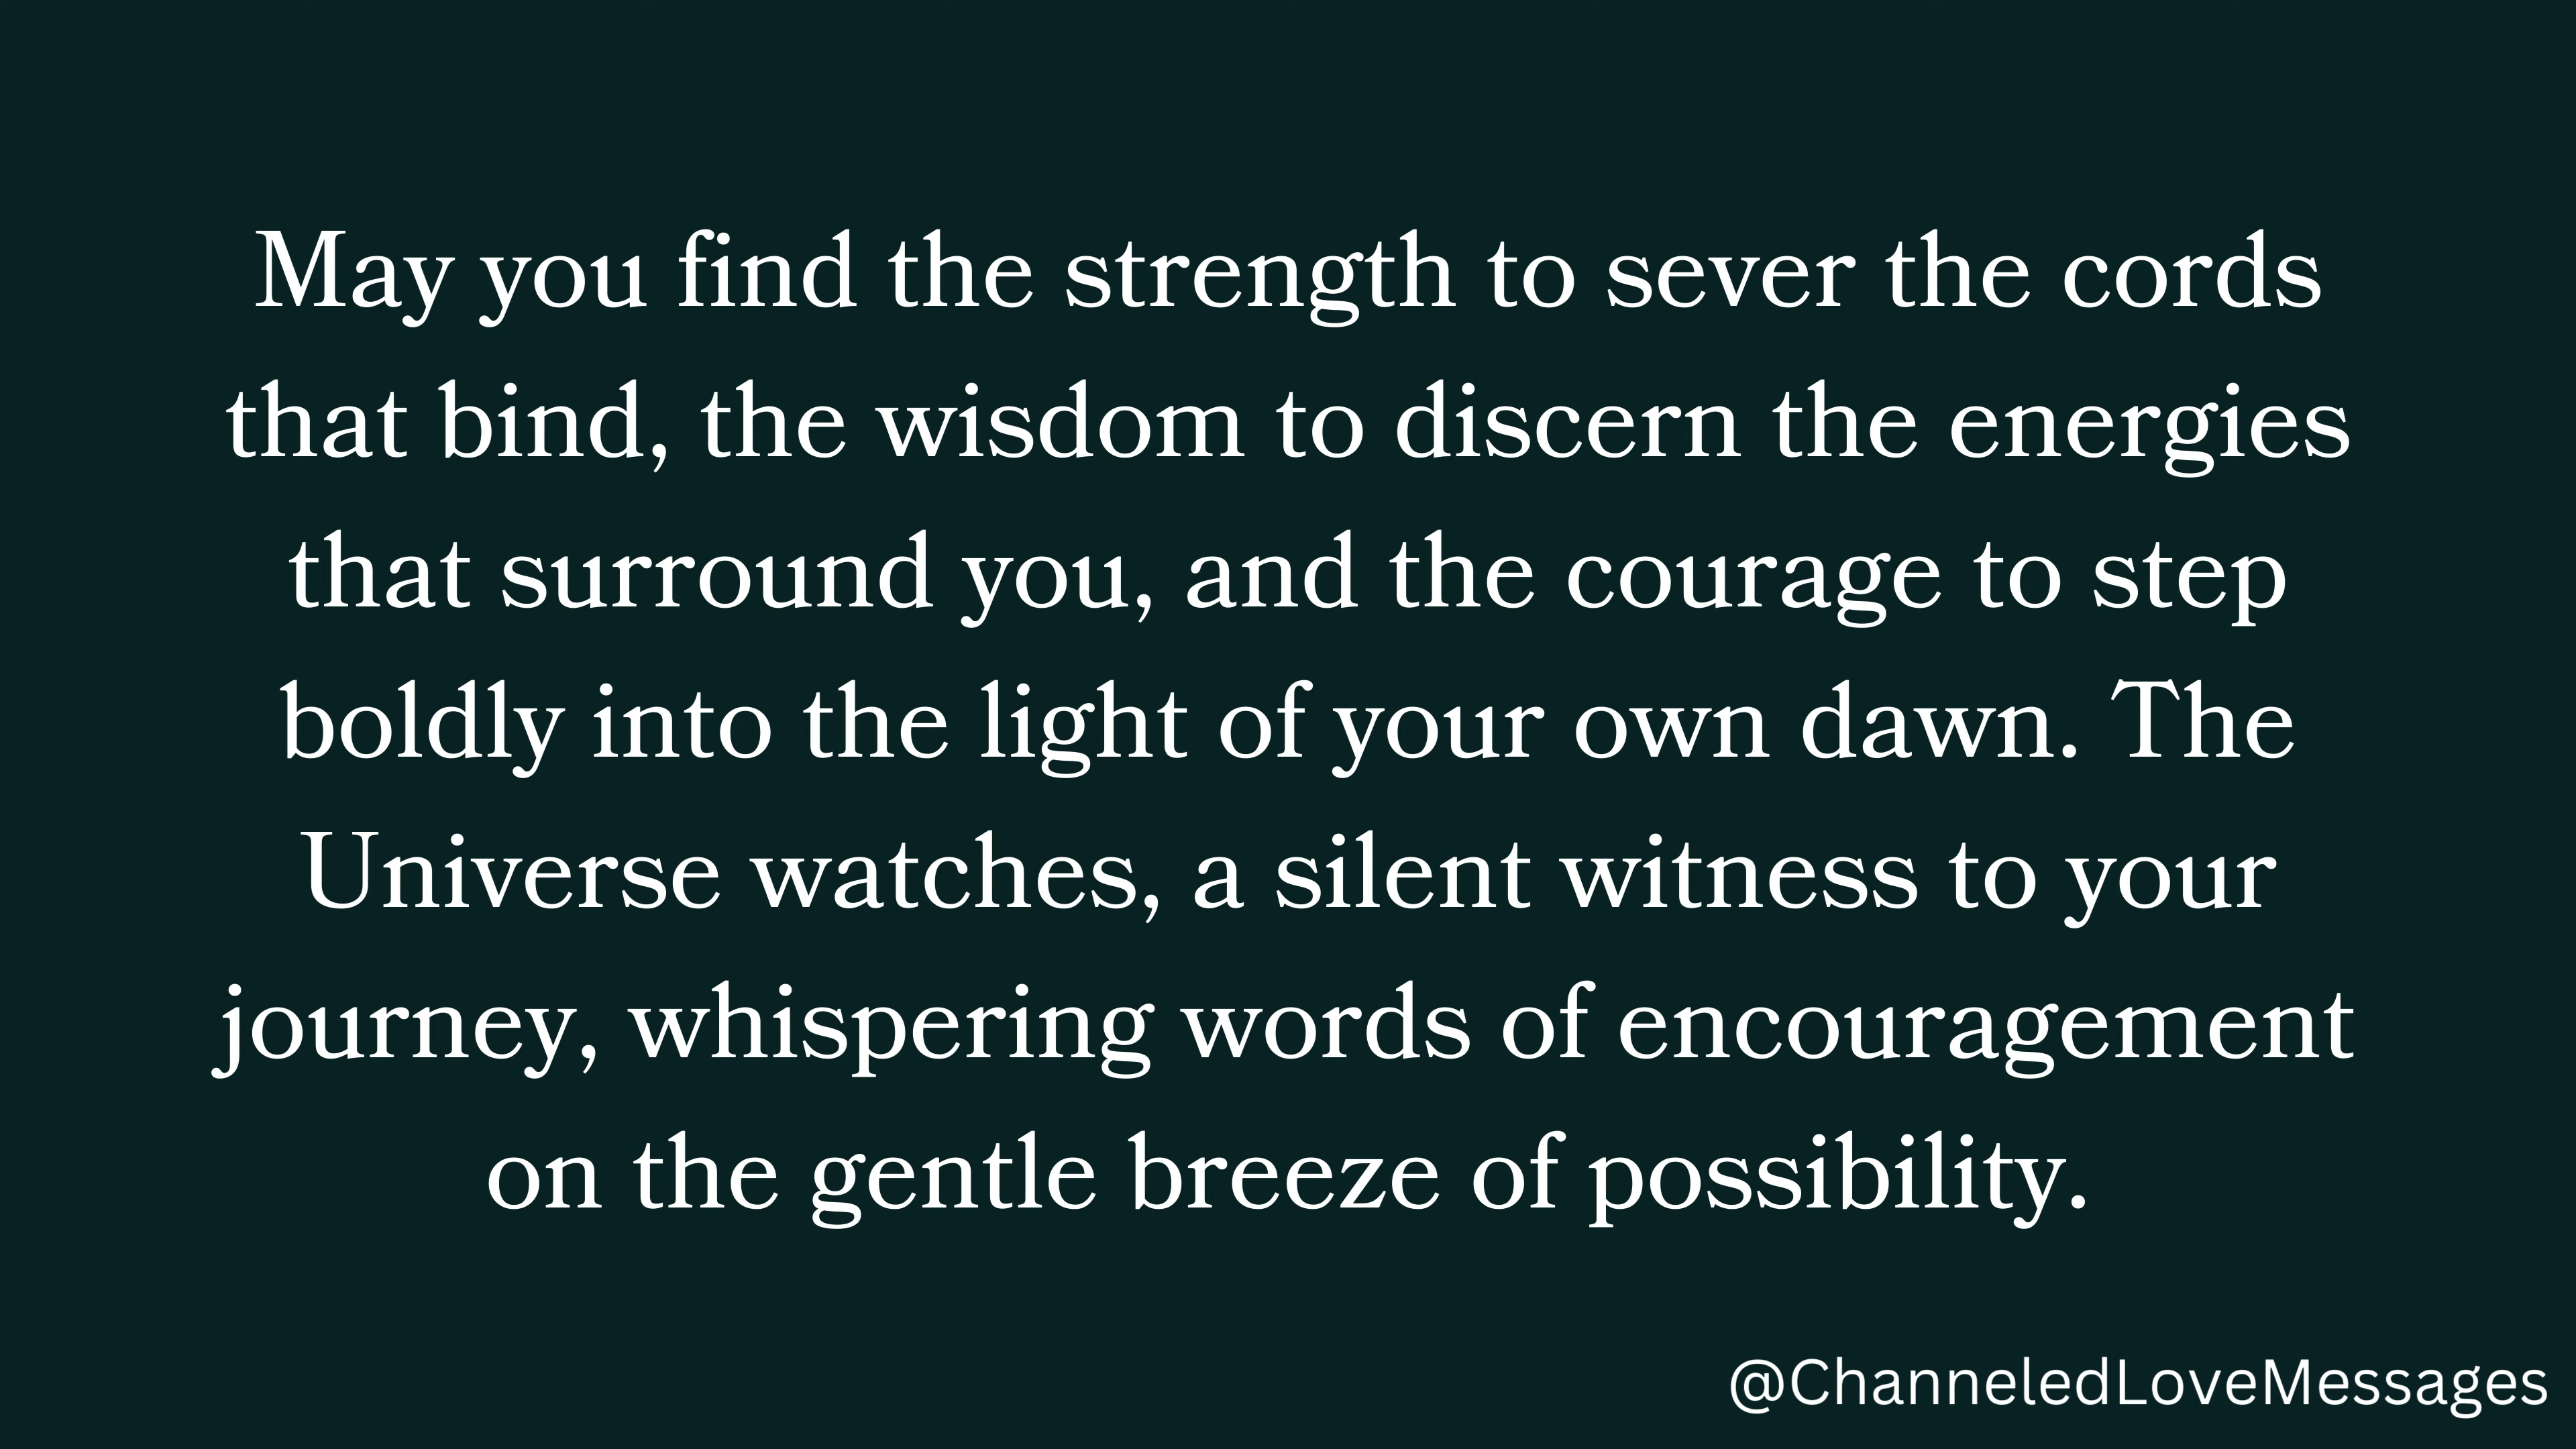 May you find the strength to sever the cords
that bind, the wisdom to discern the energies
that surround you, and the courage to step
boldly into the light of your own dawn. The
Universe watches, a silent witness to your
journey, whispering words of encouragement
on the gentle breeze of possibility.
@ChanneledLoveMessages